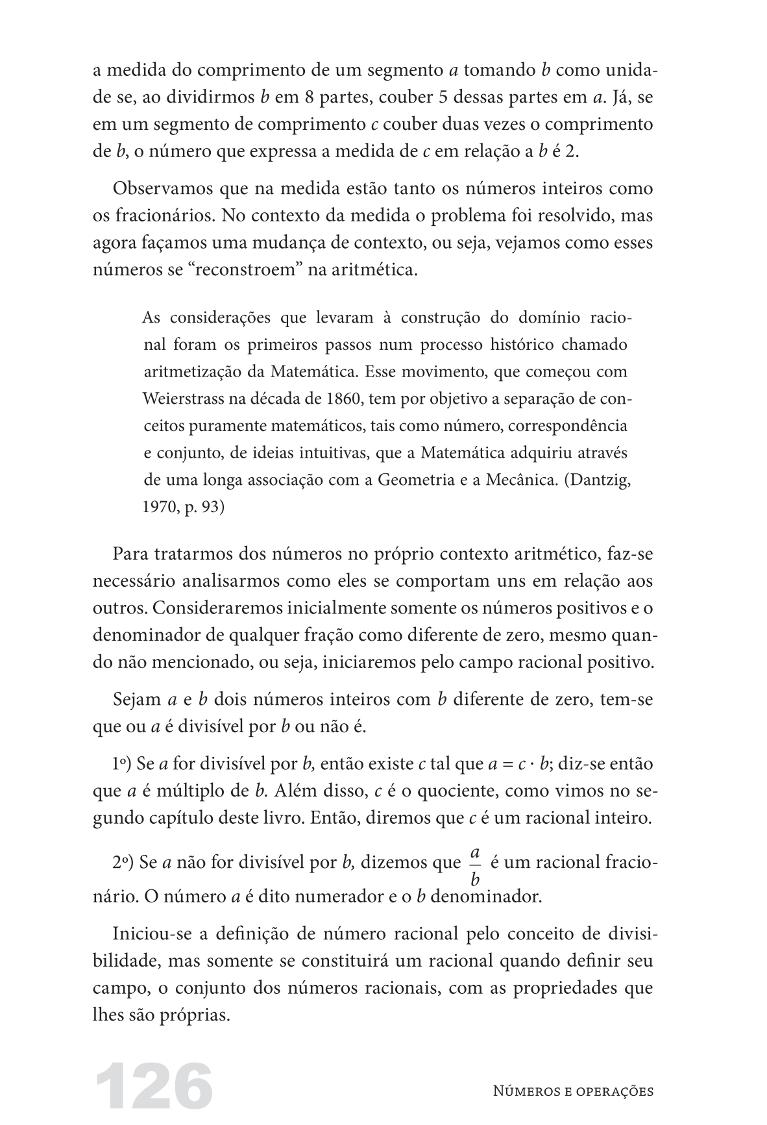 a medida do comprimento de um segmento a tomando b como unida-
de se, ao dividirmos b em 8 partes, couber 5 dessas partes em a. Já, se
em um segmento de comprimento c couber duas vezes o comprimento
de b, o número que expressa a medida de c em relação a b é 2.
Observamos que na medida estão tanto os números inteiros como
os fracionários. No contexto da medida o problema foi resolvido, mas
agora façamos uma mudança de contexto, ou seja, vejamos como esses
números se “reconstroem” na aritmética.
As considerações que levaram à construção do domínio racio-
nal foram os primeiros passos num processo histórico chamado
aritmetização da Matemática. Esse movimento, que começou com
Weierstrass na década de 1860, tem por objetivo a separação de con-
ceitos puramente matemáticos, tais como número, correspondência
e conjunto, de ideias intuitivas, que a Matemática adquiriu através
de uma longa associação com a Geometria e a Mecânica. (Dantzig,
1970, p. 93)
Para tratarmos dos números no próprio contexto aritmético, faz-se
necessário analisarmos como eles se comportam uns em relação aos
outros. Consideraremos inicialmente somente os números positivos e o
denominador de qualquer fração como diferente de zero, mesmo quan-
do não mencionado, ou seja, iniciaremos pelo campo racional positivo.
Sejam a e b dois números inteiros com b diferente de zero, tem-se
que ou a é divisível por b ou não é.
1º) Se a for divisível por b, então existe c tal que a = c · b; diz-se então
que a é múltiplo de b. Além disso, c é o quociente, como vimos no se-
gundo capítulo deste livro. Então, diremos que c é um racional inteiro.
2º) Se a não for divisível por b, dizemos que a/b é um racional fracio-
nário. O número a é dito numerador e o b denominador.
Iniciou-se a definição de número racional pelo conceito de divisi-
bilidade, mas somente se constituirá um racional quando definir seu
campo, o conjunto dos números racionais, com as propriedades que
lhes são próprias.
126
Números e operações